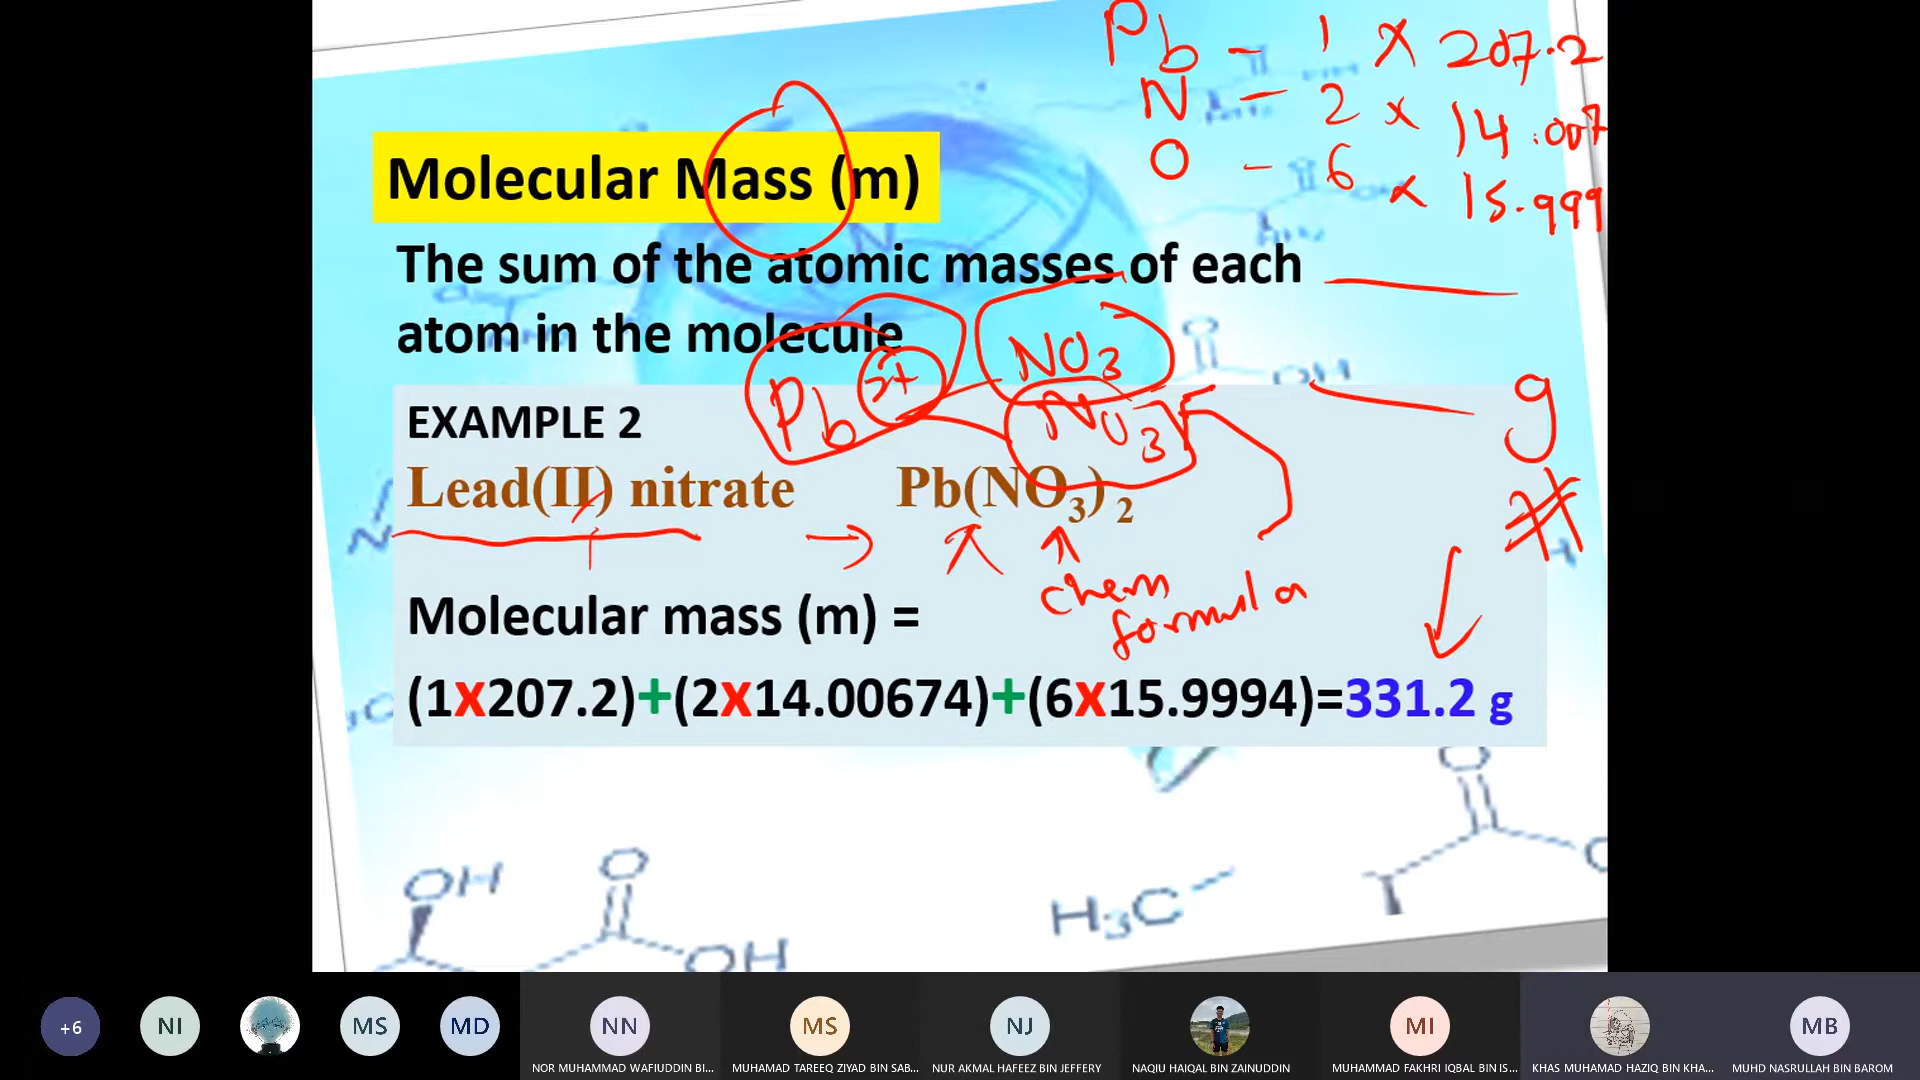 Pb - 1 x 207.2
N - 2 x 14.007
O - 6 x 15.999
Molecular Mass (m)
The sum of the atomic masses of each
atom in the molecule
Pb 2+ NO3
NO3
g
EXAMPLE 2
Lead(II) nitrate Pb(NO3)2
→
chem
formula
Molecular mass (m) =
(1X207.2)+(2X14.00674)+(6X15.9994)=331.2 g
OH
O
OH
H3C
O
OH
+6
NI
MS
MD
NN
MS
NJ
MI
MB
NOR MUHAMMAD WAFIUDDIN BI...
MUHAMAD TAREEQ ZIYAD BIN SAB...
NUR AKMAL HAFEEZ BIN JEFFERY
NAQIU HAIQAL BIN ZAINUDDIN
MUHAMMAD FAKHRI IQBAL BIN IS...
KHAS MUHAMAD HAZIQ BIN KHA...
MUHD NASRULLAH BIN BAROM